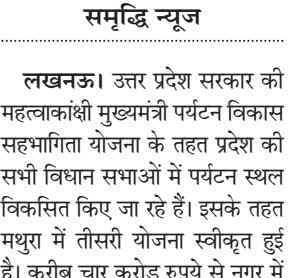 समृद्धि न्यूज
लखनऊ। उत्तर प्रदेश सरकार की
महत्वाकांक्षी मुख्यमंत्री पर्यटन विकास
सहभागिता योजना के तहत प्रदेश की
सभी विधान सभाओं में पर्यटन स्थल
विकसित किए जा रहे हैं। इसके तहत
मथुरा में तीसरी योजना स्वीकृत हुई
है। करीब चार करोड़ रुपये से नगर में